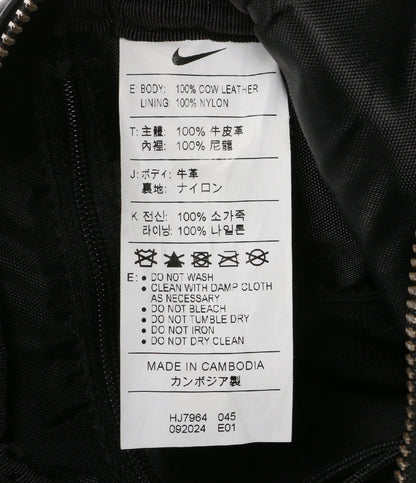 E: BODY: 100% COW LEATHER
LINING: 100% NYLON
T: 主體: 100% 牛皮革
內裡: 100% 尼龍
J: ボディ: 牛革
裏地: ナイロン
K: 전신: 100% 소가죽
라이닝: 100% 나일론
E: • DO NOT WASH
• CLEAN WITH DAMP CLOTH
AS NECESSARY
• DO NOT BLEACH
• DO NOT TUMBLE DRY
• DO NOT IRON
• DO NOT DRY CLEAN
MADE IN CAMBODIA
カンボジア製
HJ7964 045
092024 E01